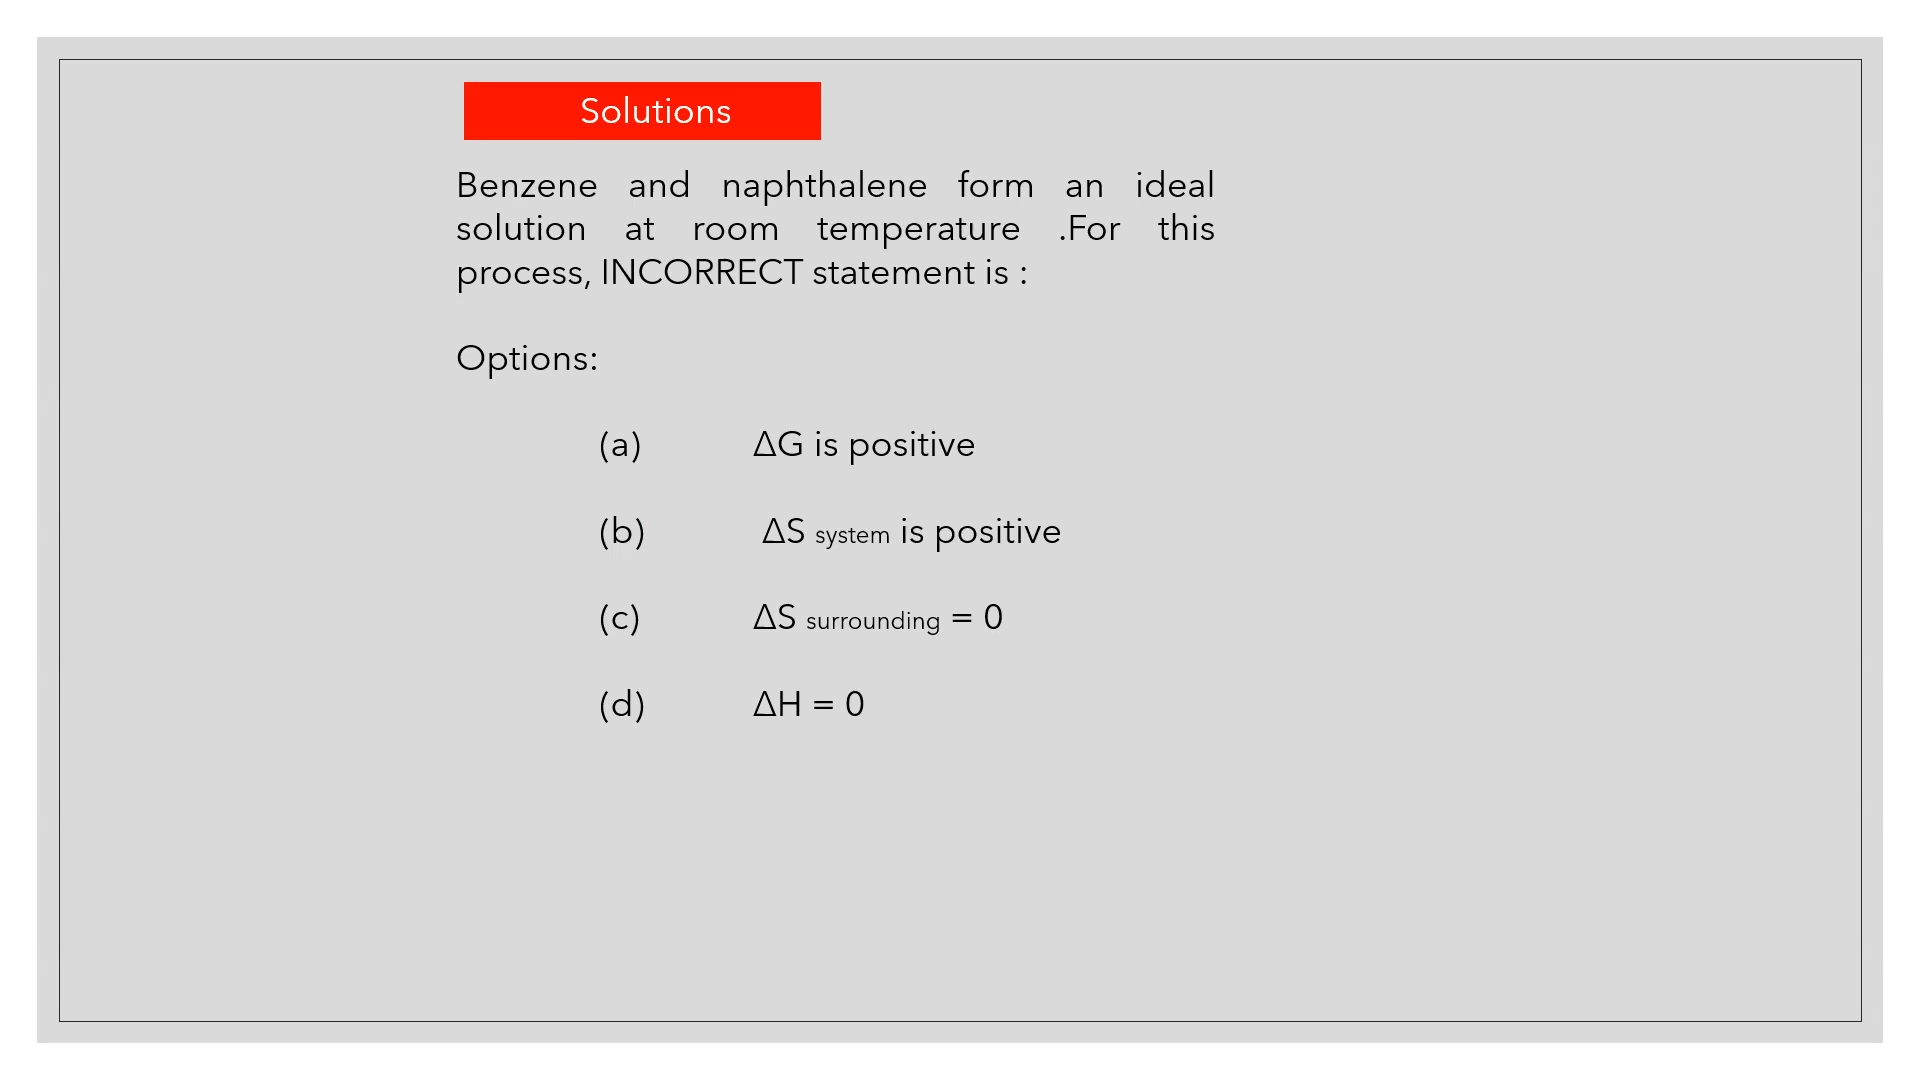 Solutions
Benzene and naphthalene form an ideal
solution at room temperature .For this
process, INCORRECT statement is :
Options:
(a) ΔG is positive
(b) ΔS system is positive
(c) ΔS surrounding = 0
(d) ΔH = 0